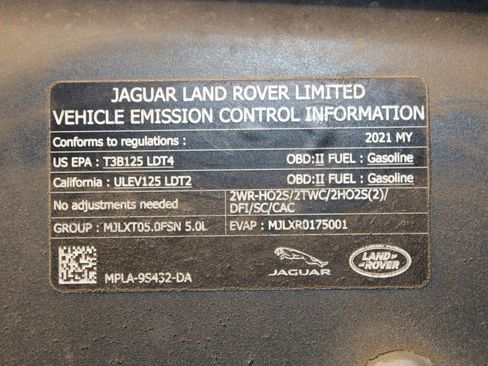 JAGUAR LAND ROVER LIMITED
VEHICLE EMISSION CONTROL INFORMATION
Conforms to regulations : 2021 MY
US EPA : T3B125 LDT4 OBD:II FUEL : Gasoline
California : ULEV125 LDT2 OBD:II FUEL : Gasoline
No adjustments needed 2WR-HO2S/2TWC/2HO2S(2)/
DFI/SC/CAC
GROUP : MJLXT05.0FSN 5.0L EVAP : MJLXR0175001
MPLA-9S432-DA JAGUAR LAND-ROVER